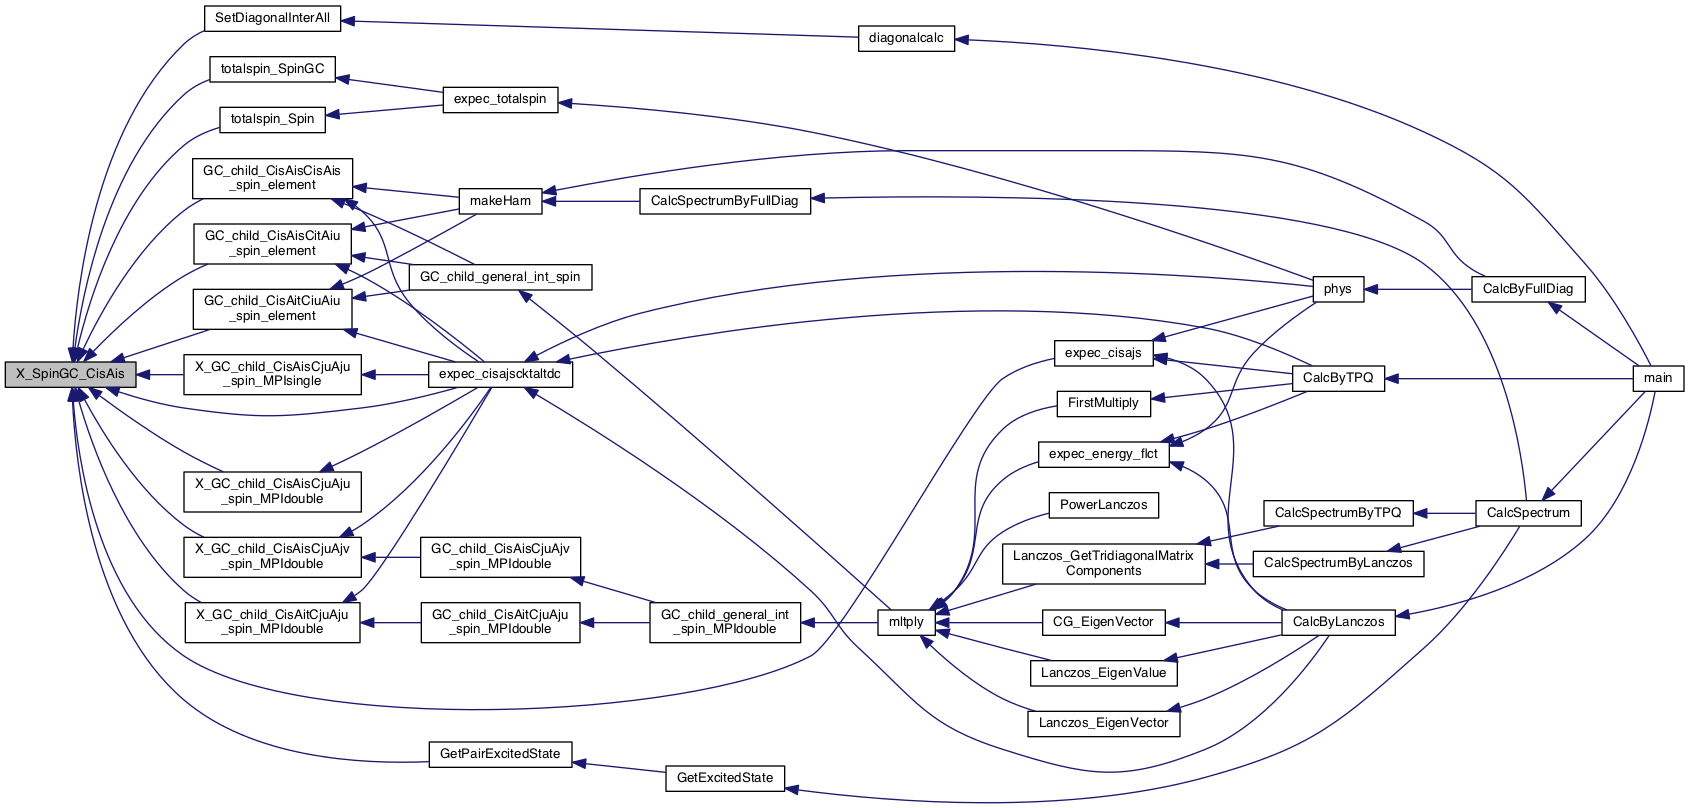 SetDiagonalInterAll
diagonalcalc
totalspin_SpinGC
expec_totalspin
totalspin_Spin
GC_child_CisAisCisAis
_spin_element
makeHam
CalcSpectrumByFullDiag
GC_child_CisAisCitAiu
_spin_element
GC_child_general_int_spin
phys
CalcByFullDiag
GC_child_CisAitCiuAiu
_spin_element
X_SpinGC_CisAis
X_GC_child_CisAisCjuAju
_spin_MPIsingle
expec_cisajscktaltdc
expec_cisajs
CalcByTPQ
main
FirstMultiply
expec_energy_flct
X_GC_child_CisAisCjuAju
_spin_MPIdouble
PowerLanczos
CalcSpectrumByTPQ
CalcSpectrum
X_GC_child_CisAisCjuAjv
_spin_MPIdouble
GC_child_CisAisCjuAjv
_spin_MPIdouble
Lanczos_GetTridiagonalMatrix
Components
CalcSpectrumByLanczos
X_GC_child_CisAitCjuAju
_spin_MPIdouble
GC_child_CisAitCjuAju
_spin_MPIdouble
GC_child_general_int
_spin_MPIdouble
mltply
CG_EigenVector
CalcByLanczos
Lanczos_EigenValue
Lanczos_EigenVector
GetPairExcitedState
GetExcitedState